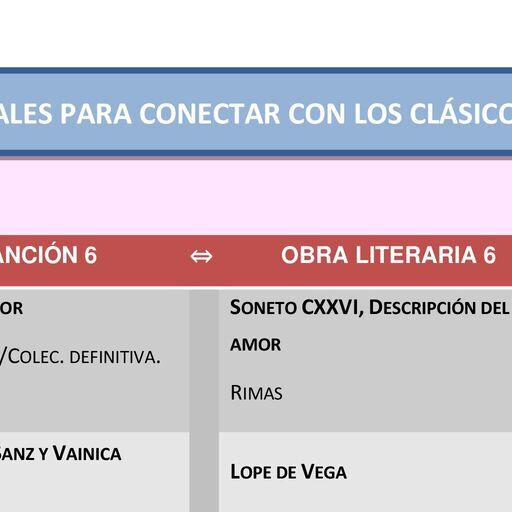 ALES PARA CONECTAR CON LOS CLÁSICO
ANCIÓN 6 ⇔ OBRA LITERARIA 6
OR
/COLEC. DEFINITIVA.
SONETO CXXVI, DESCRIPCIÓN DEL
AMOR
RIMAS
SANZ Y VAINICA
LOPE DE VEGA